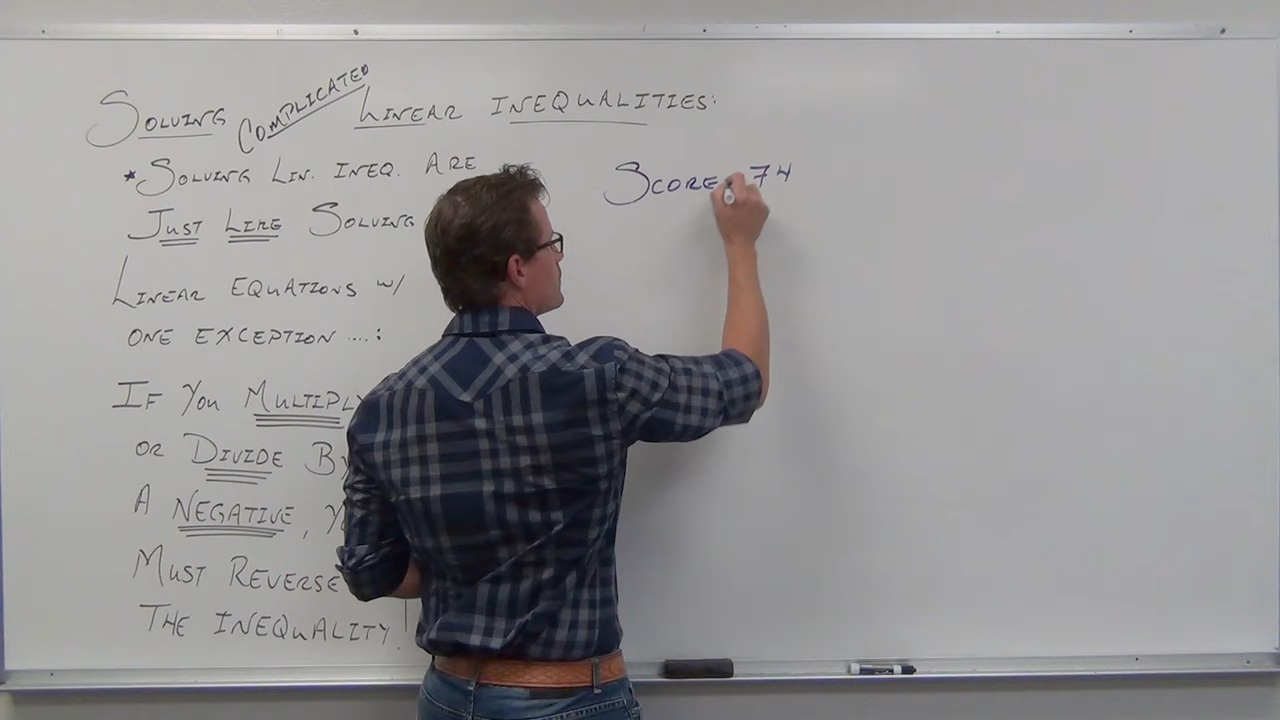 SOLVING COMPLICATED LINEAR INEQUALITIES:
* SOLVING LIN. INEQ. ARE
JUST LIKE SOLVING
LINEAR EQUATIONS W/
ONE EXCEPTION ....:
IF YOU MULTIPLY
OR DIVIDE BY
A NEGATIVE,
MUST REVERSE
THE INEQUALITY.
SCORE 74